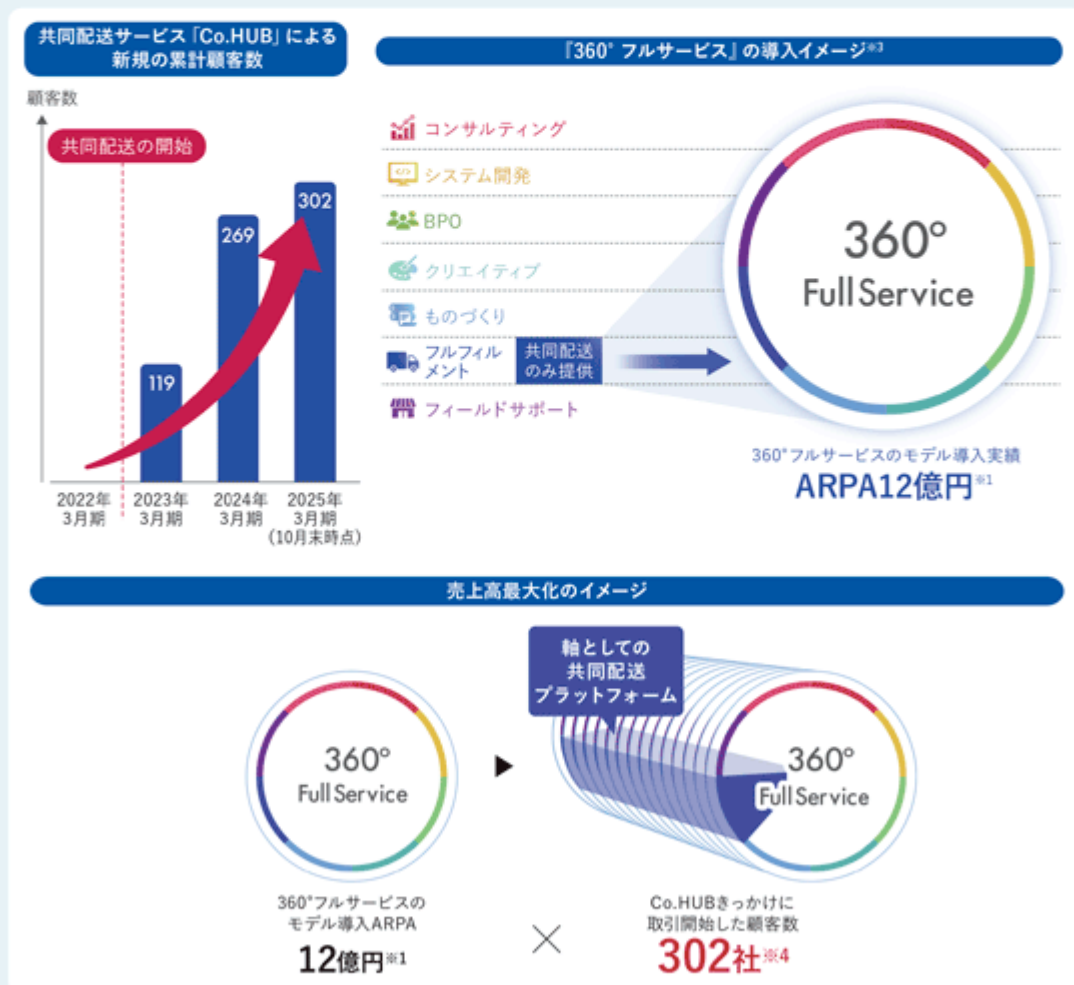 共同配送サービス「Co.HUB」による
新規の累計顧客数
顧客数
共同配送の開始
119
269
302
2022年
3月期
2023年
3月期
2024年
3月期
2025年
3月期
(10月末時点)
『360° フルサービス』の導入イメージ※3
コンサルティング
システム開発
BPO
クリエイティブ
ものづくり
フルフィル
メント
共同配送
のみ提供
フィールドサポート
360°
Full Service
360°フルサービスのモデル導入実績
ARPA12億円※1
売上高最大化のイメージ
360°
Full Service
360°フルサービスの
モデル導入ARPA
12億円※1
×
軸としての
共同配送
プラットフォーム
360°
Full Service
Co.HUBきっかけに
取引開始した顧客数
302社※4